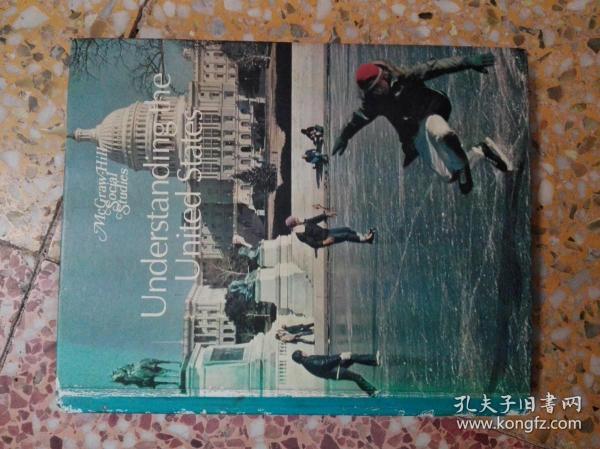 McGraw-Hill
Social
Studies
Understanding the
United States
孔夫子旧书网
www.kongfz.com